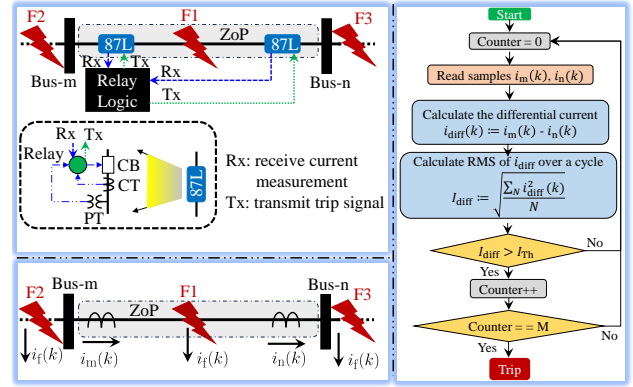 F2
F1
F3
ZoP
87L
87L
Rx
Tx
Rx
Tx
Bus-m
Bus-n
Relay
Logic
Rx
Tx
Relay
CB
CT
PT
87L
Rx: receive current
measurement
Tx: transmit trip signal
Bus-m
Bus-n
F2
F1
F3
ZoP
i_f(k)
i_m(k)
i_f(k)
i_n(k)
i_f(k)
Start
Counter = 0
Read samples i_m(k), i_n(k)
Calculate the differential current
i_diff(k) ≔ i_m(k) - i_n(k)
Calculate RMS of i_diff over a cycle
I_diff ≔ √(∑_N i²_diff(k) / N)
I_diff > I_Th
No
Yes
Counter++
Counter = = M
No
Yes
Trip